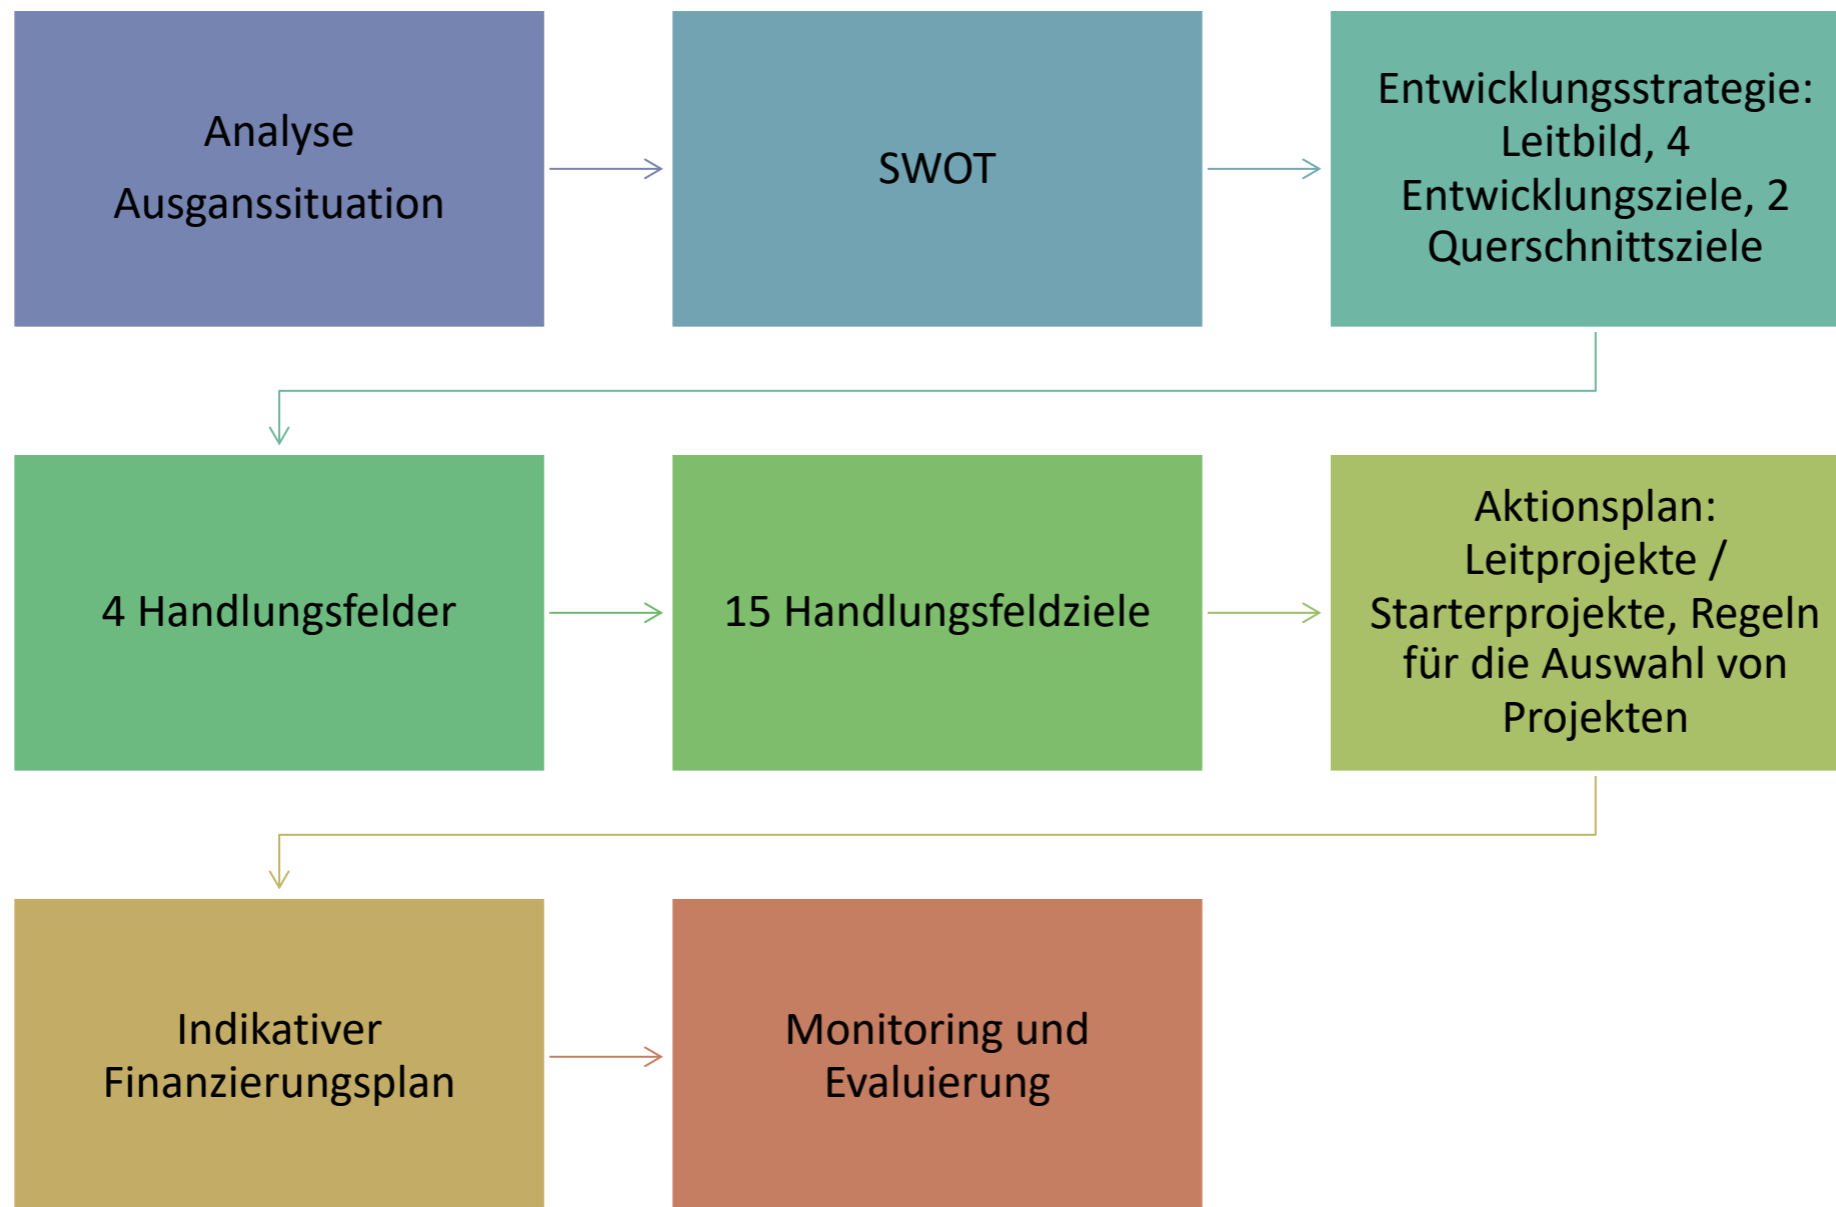 Analyse
Ausganssituation
SWOT
Entwicklungsstrategie:
Leitbild, 4
Entwicklungsziele, 2
Querschnittsziele
4 Handlungsfelder
15 Handlungsfeldziele
Aktionsplan:
Leitprojekte /
Starterprojekte, Regeln
für die Auswahl von
Projekten
Indikativer
Finanzierungsplan
Monitoring und
Evaluierung